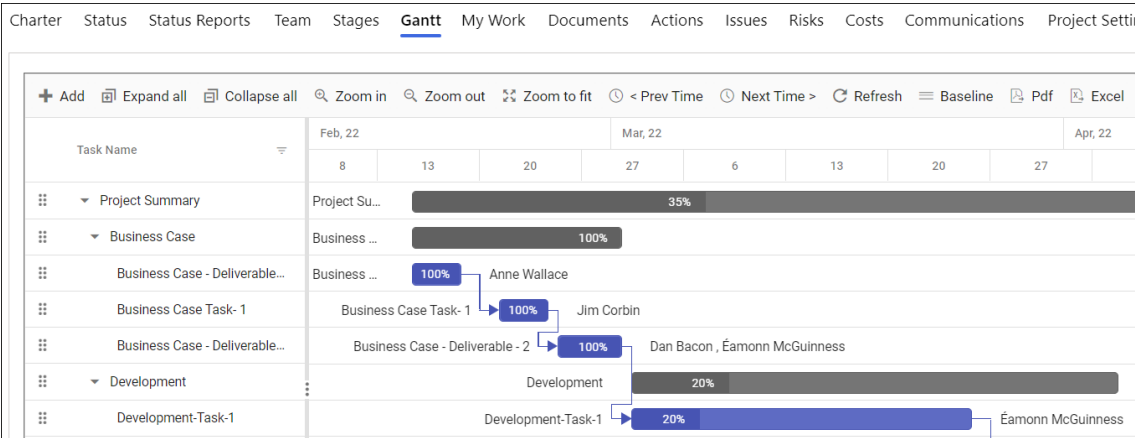 Charter Status Status Reports Team Stages Gantt My Work Documents Actions Issues Risks Costs Communications Project Setti
Add Expand all Collapse all Zoom in Zoom out Zoom to fit < Prev Time Next Time > Refresh Baseline Pdf Excel
Task Name
Feb, 22 Mar, 22 Apr, 22
8 13 20 27 6 13 20 27
Project Summary Project Su... 35%
Business Case Business ... 100%
Business Case - Deliverable... Business ... 100% Anne Wallace
Business Case Task- 1 Business Case Task- 1 100% Jim Corbin
Business Case - Deliverable... Business Case - Deliverable - 2 100% Dan Bacon , Éamonn McGuinness
Development Development 20%
Development-Task-1 Development-Task-1 20% Éamonn McGuinness